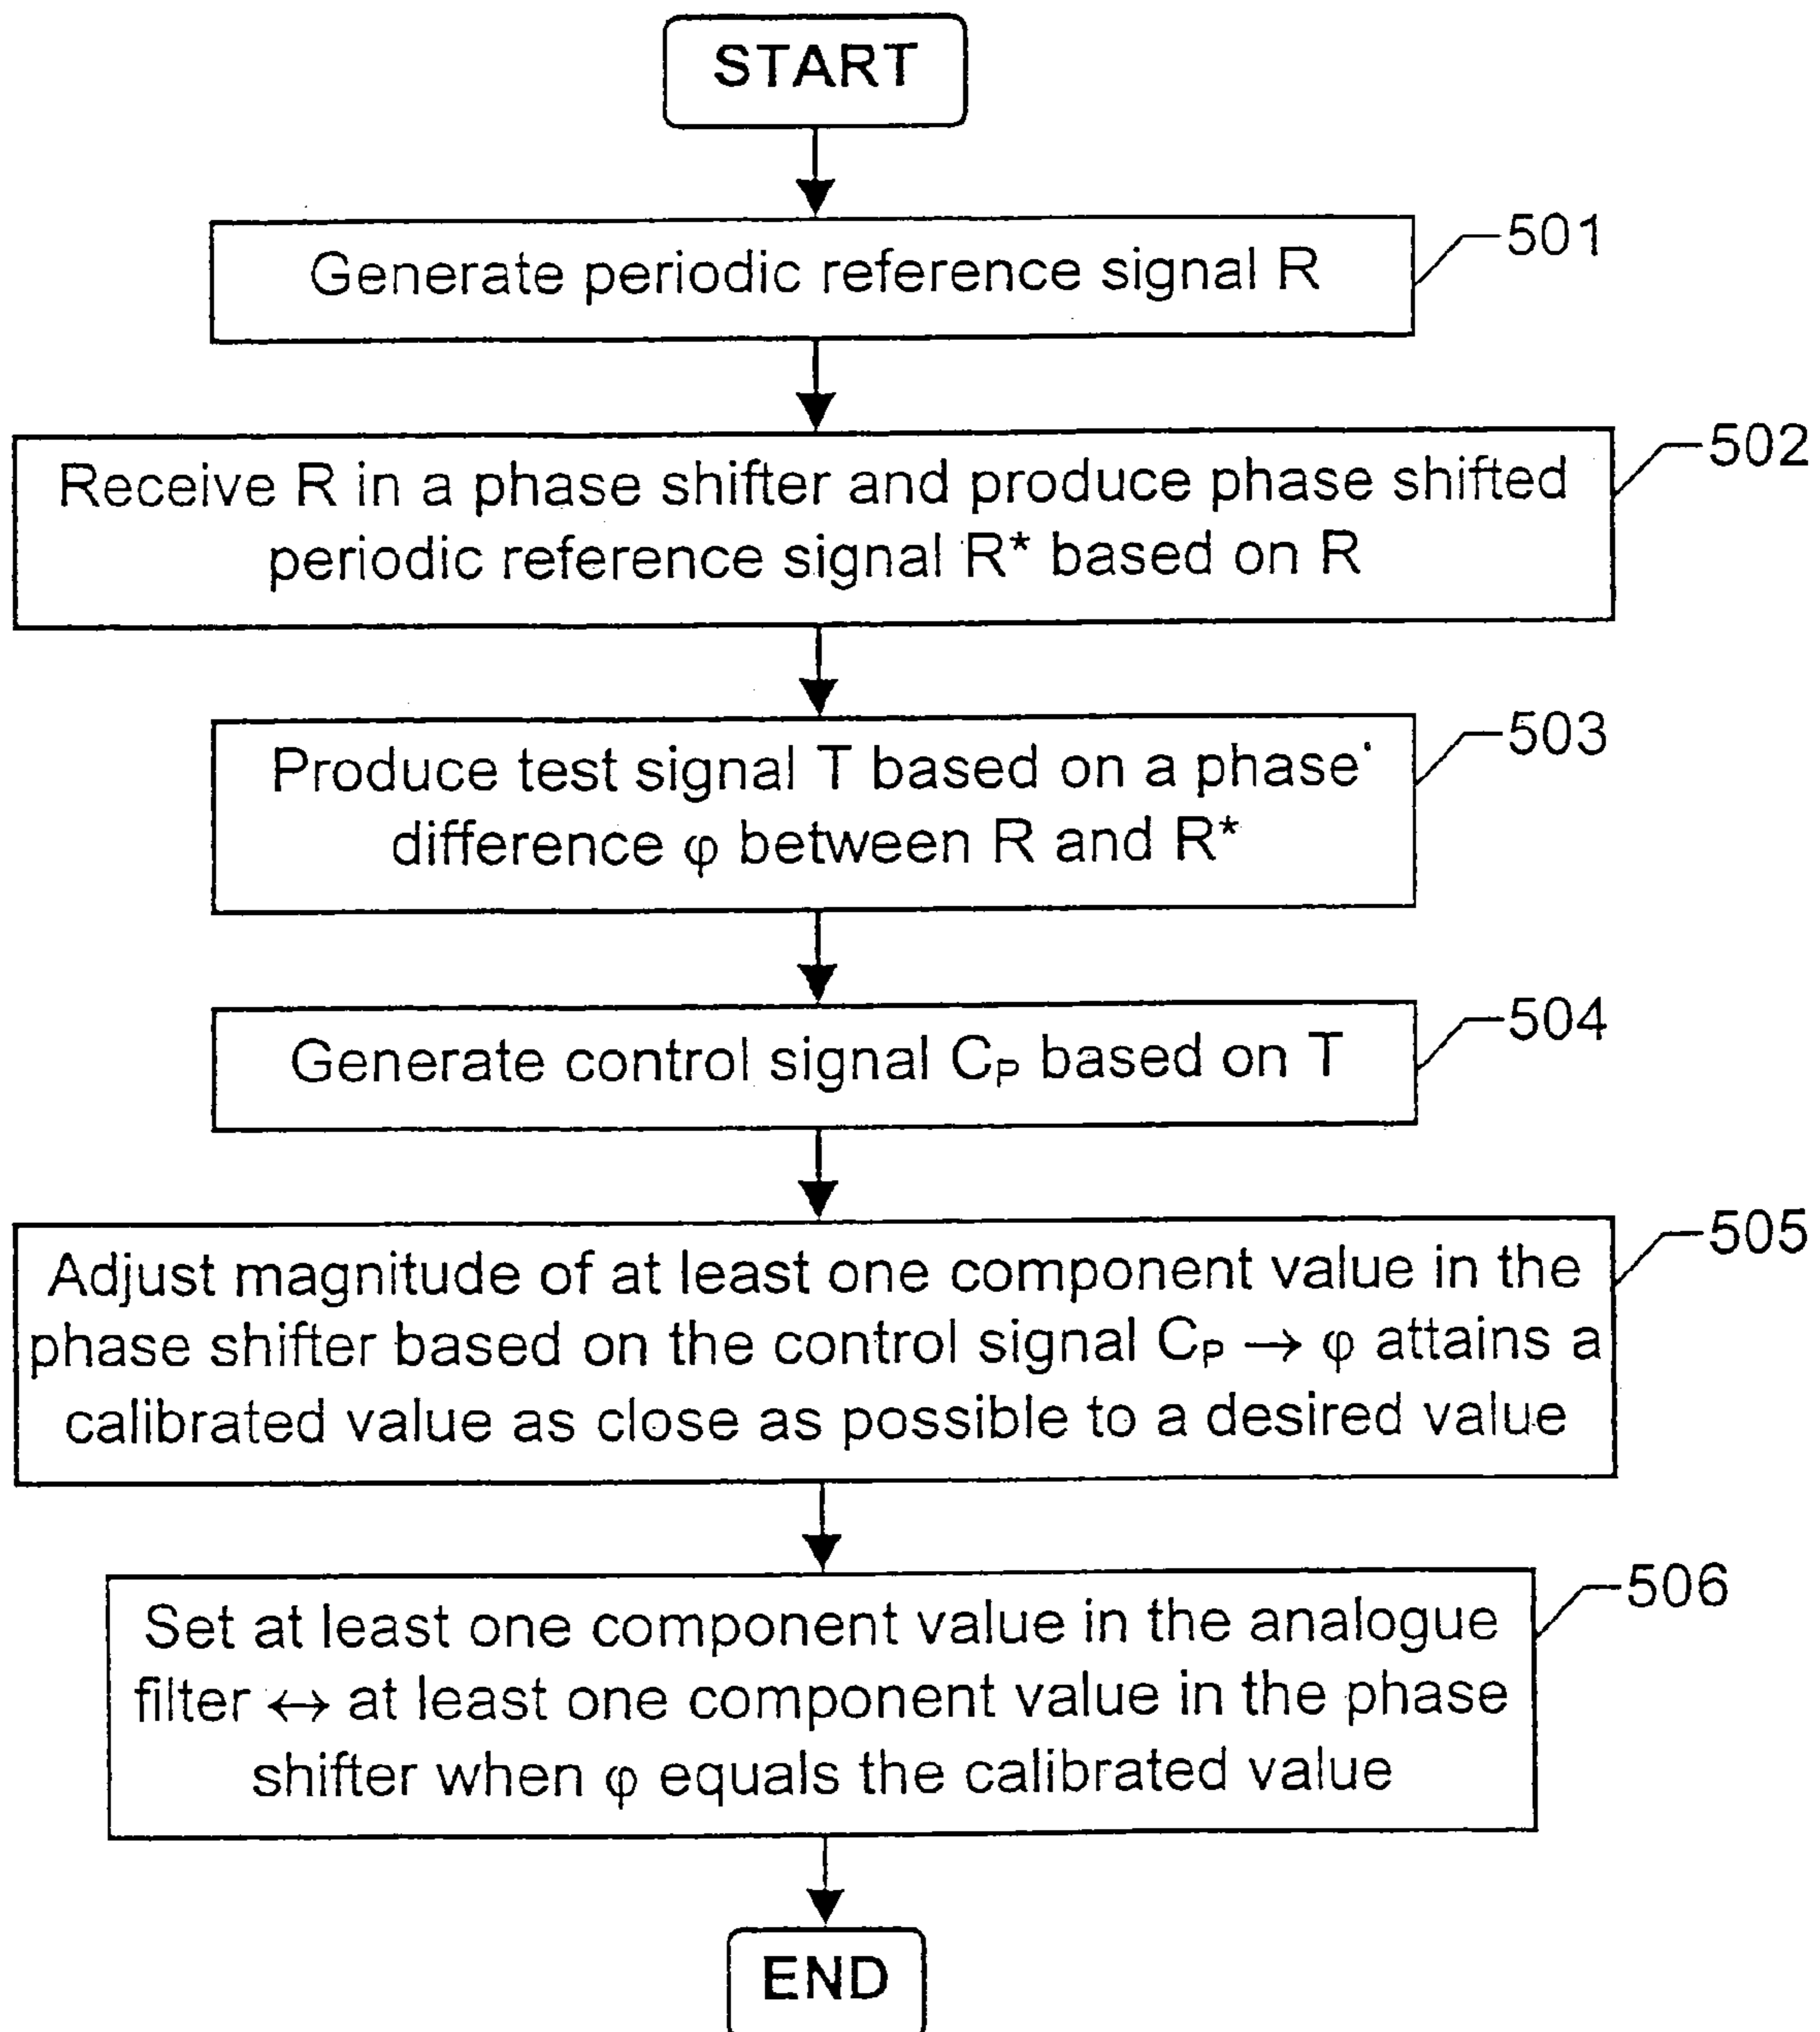 START
Generate periodic reference signal R
501
Receive R in a phase shifter and produce phase shifted
periodic reference signal R* based on R
502
Produce test signal T based on a phase
difference φ between R and R*
503
Generate control signal CP based on T
504
Adjust magnitude of at least one component value in the
phase shifter based on the control signal CP → φ attains a
calibrated value as close as possible to a desired value
505
Set at least one component value in the analogue
filter ↔ at least one component value in the phase
shifter when φ equals the calibrated value
506
END